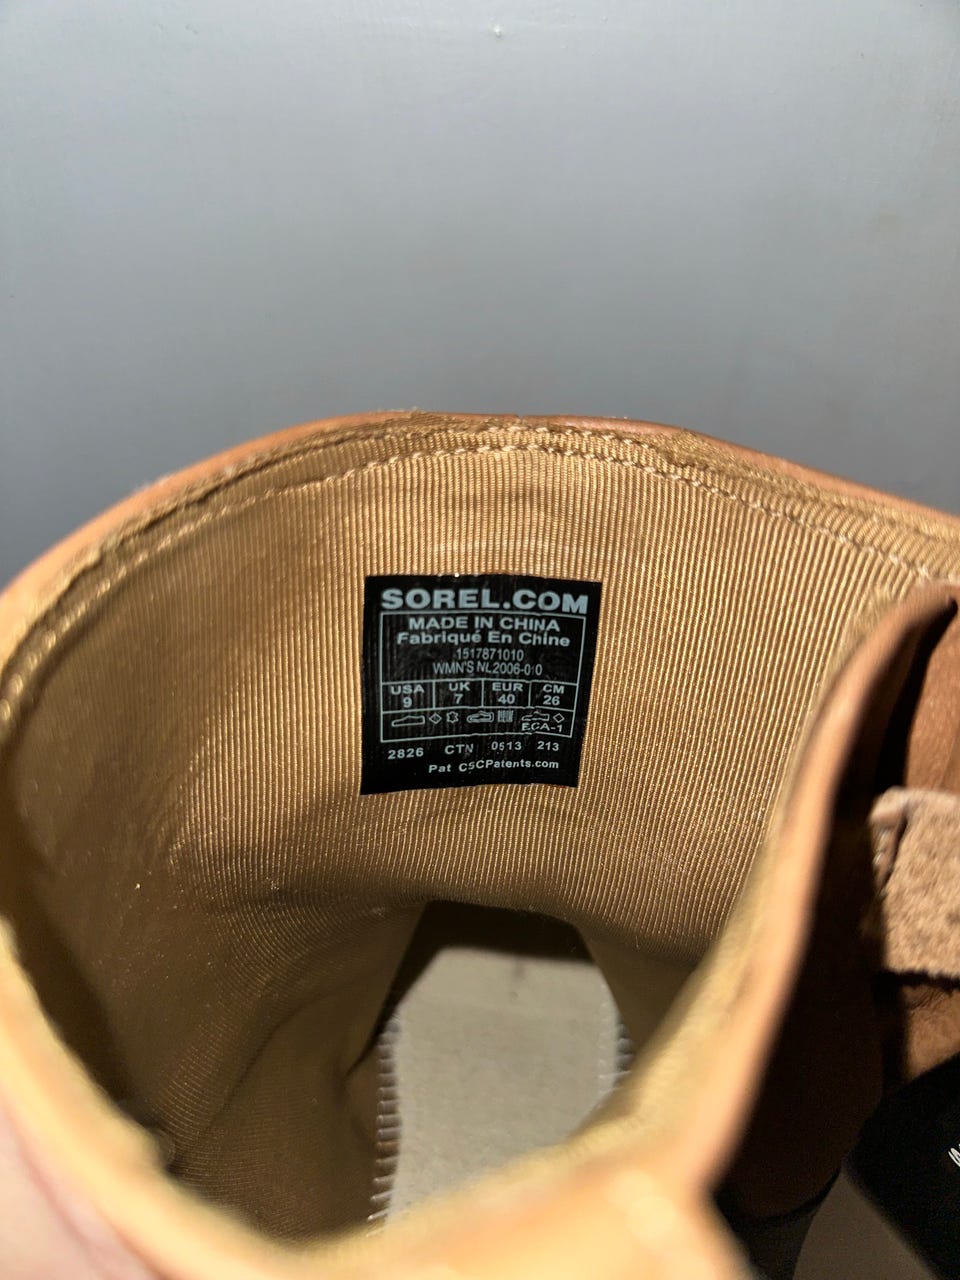 SOREL.COM
MADE IN CHINA
Fabriqué En Chine
1517871010
WMN'S NL2006-010
USA UK EUR CM
9 7 40 26
ECA-1
2826 CTN 0513 213
Pat CSCPatents.com